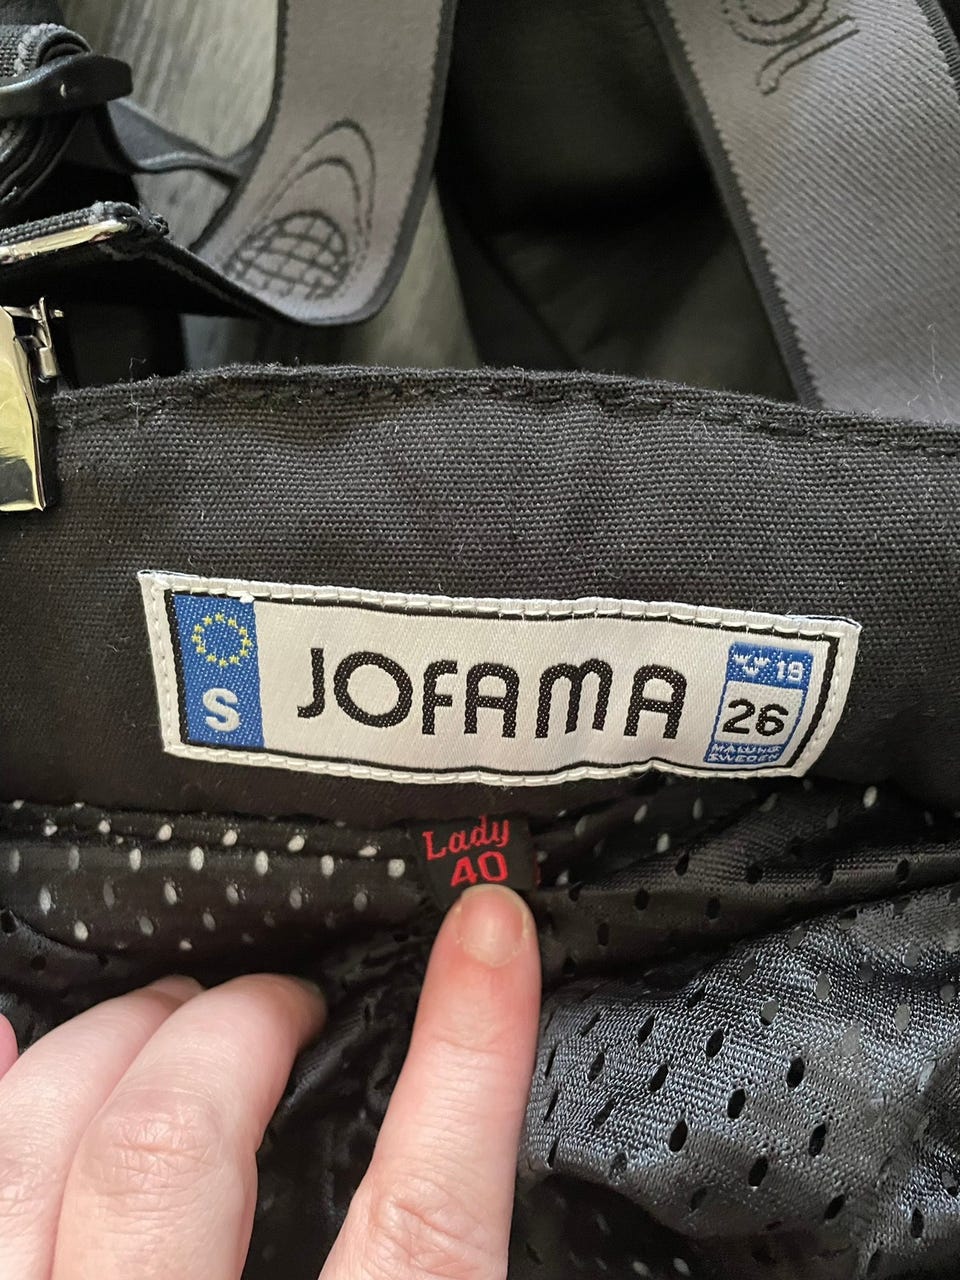 S
JOFAMA
19
26
MALUNG
SWEDEN
Lady
40